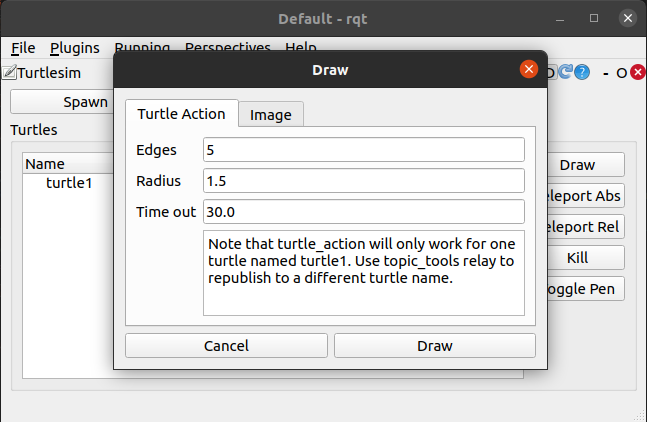 Default - rqt
File Plugins Running Perspectives Help
Turtlesim
D ? - O
Spawn
Turtles
Name
turtle1
Draw
eleport Abs
eleport Rel
Kill
oggle Pen
Draw
Turtle Action Image
Edges 5
Radius 1.5
Time out 30.0
Note that turtle_action will only work for one
turtle named turtle1. Use topic_tools relay to
republish to a different turtle name.
Cancel Draw